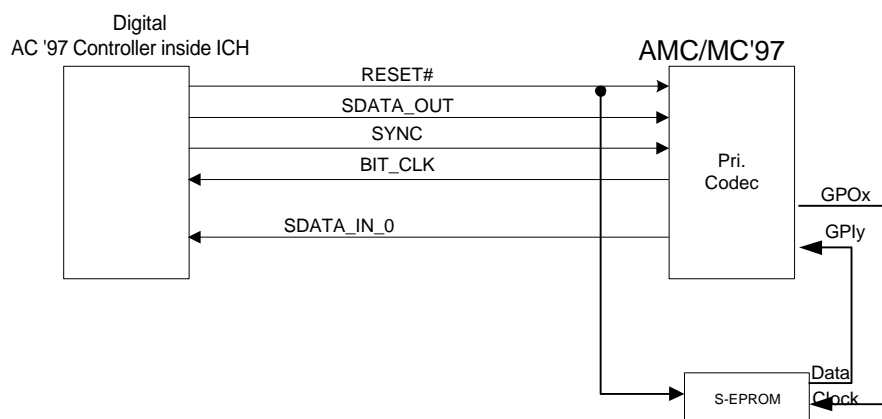 Digital
AC '97 Controller inside ICH
AMC/MC'97
RESET#
SDATA_OUT
SYNC
BIT_CLK
SDATA_IN_0
Pri.
Codec
GPOx
GPIy
Data
Clock
S-EPROM